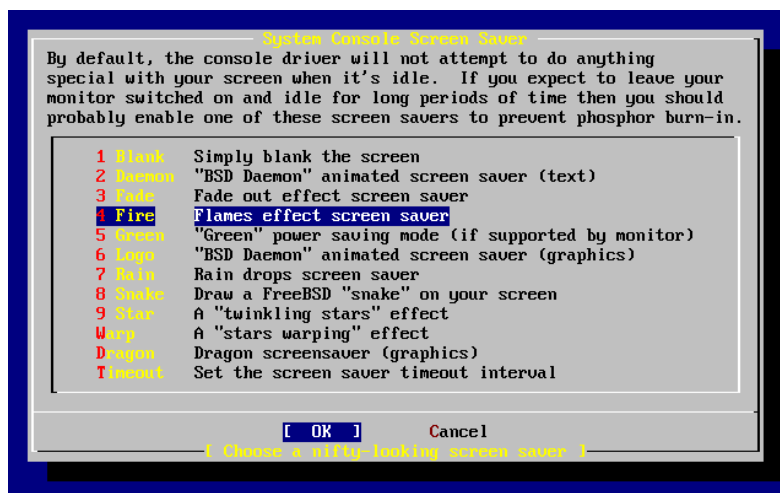 System Console Screen Saver
By default, the console driver will not attempt to do anything
special with your screen when it's idle.  If you expect to leave your
monitor switched on and idle for long periods of time then you should
probably enable one of these screen savers to prevent phosphor burn-in.
1 Blank    Simply blank the screen
2 Daemon   "BSD Daemon" animated screen saver (text)
3 Fade     Fade out effect screen saver
4 Fire     Flames effect screen saver
5 Green    "Green" power saving mode (if supported by monitor)
6 Logo     "BSD Daemon" animated screen saver (graphics)
7 Rain     Rain drops screen saver
8 Snake    Draw a FreeBSD "snake" on your screen
9 Star     A "twinkling stars" effect
Warp       A "stars warping" effect
Dragon     Dragon screensaver (graphics)
Timeout    Set the screen saver timeout interval
[  OK  ]     Cancel
[ Choose a nifty-looking screen saver ]